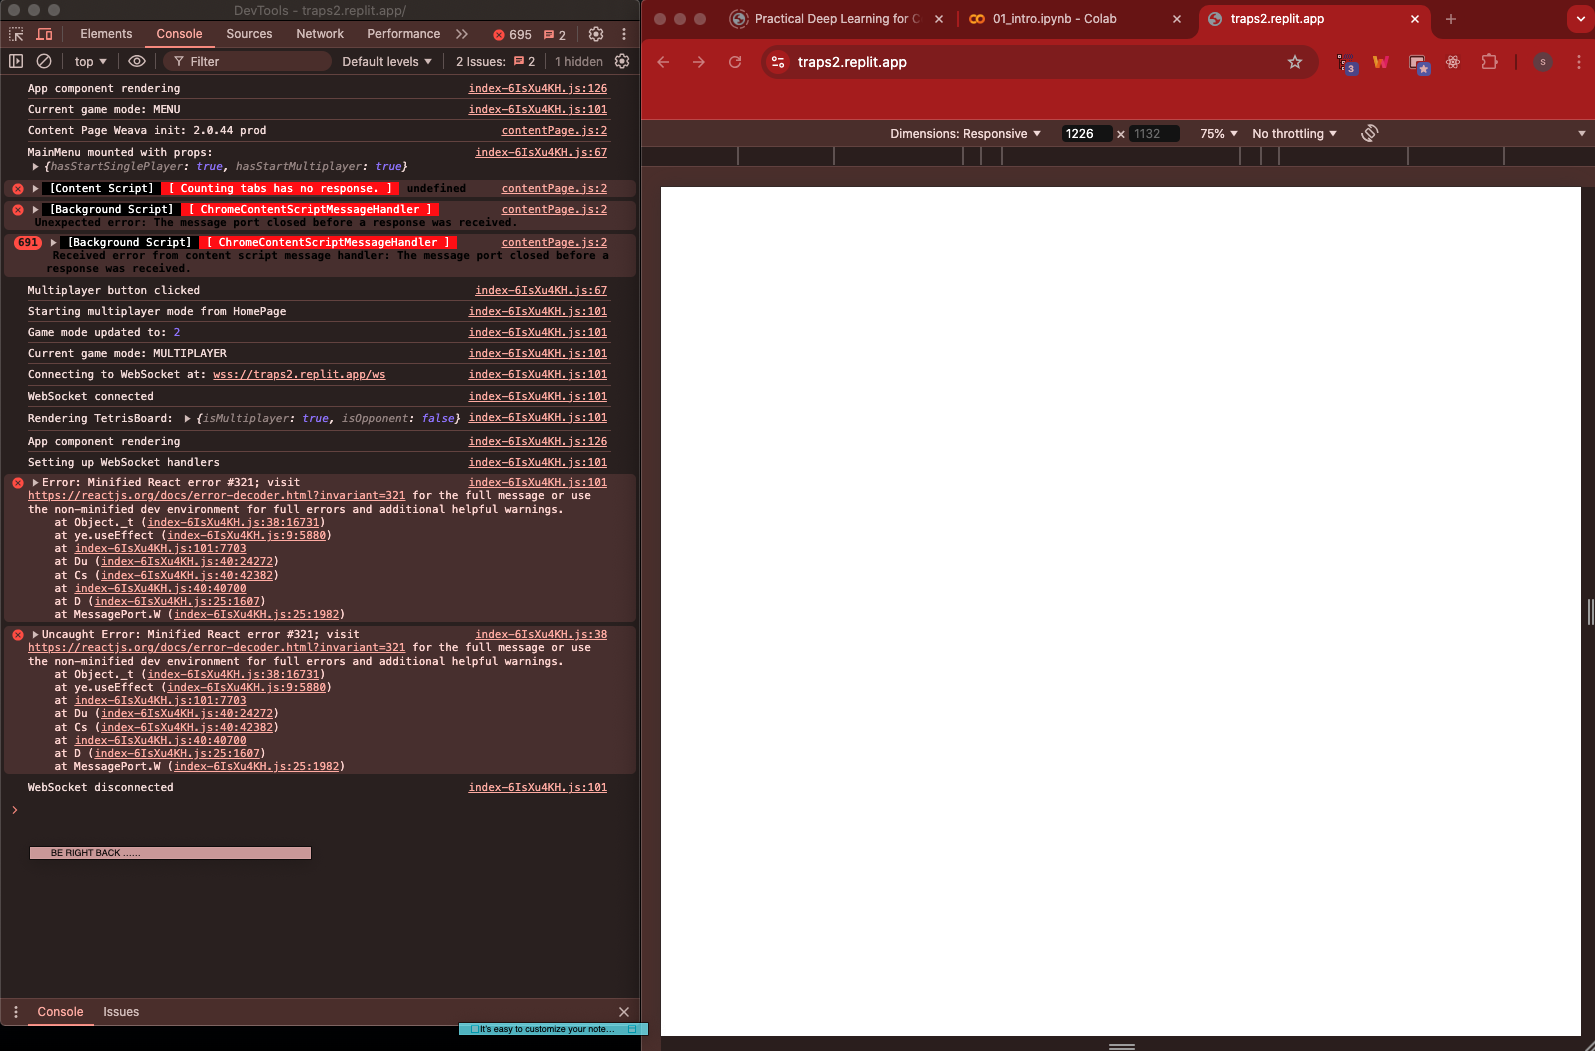 DevTools - traps2.replit.app/
Elements Console Sources Network Performance 695 2
top Filter Default levels 2 Issues: 2 1 hidden
App component rendering index-6IsXu4KH.js:126
Current game mode: MENU index-6IsXu4KH.js:101
Content Page Weava init: 2.0.44 prod contentPage.js:2
MainMenu mounted with props: index-6IsXu4KH.js:67
{hasStartSinglePlayer: true, hasStartMultiplayer: true}
[Content Script] [ Counting tabs has no response. ] undefined contentPage.js:2
[Background Script] [ ChromeContentScriptMessageHandler ] contentPage.js:2
Unexpected error: The message port closed before a response was received.
691 [Background Script] [ ChromeContentScriptMessageHandler ] contentPage.js:2
Received error from content script message handler: The message port closed before a
response was received.
Multiplayer button clicked index-6IsXu4KH.js:67
Starting multiplayer mode from HomePage index-6IsXu4KH.js:101
Game mode updated to: 2 index-6IsXu4KH.js:101
Current game mode: MULTIPLAYER index-6IsXu4KH.js:101
Connecting to WebSocket at: wss://traps2.replit.app/ws index-6IsXu4KH.js:101
WebSocket connected index-6IsXu4KH.js:101
Rendering TetrisBoard: {isMultiplayer: true, isOpponent: false} index-6IsXu4KH.js:101
App component rendering index-6IsXu4KH.js:126
Setting up WebSocket handlers index-6IsXu4KH.js:101
Error: Minified React error #321; visit index-6IsXu4KH.js:101
https://reactjs.org/docs/error-decoder.html?invariant=321 for the full message or use
the non-minified dev environment for full errors and additional helpful warnings.
at Object._t (index-6IsXu4KH.js:38:16731)
at ye.useEffect (index-6IsXu4KH.js:9:5880)
at index-6IsXu4KH.js:101:7703
at Du (index-6IsXu4KH.js:40:24272)
at Cs (index-6IsXu4KH.js:40:42382)
at index-6IsXu4KH.js:40:40700
at D (index-6IsXu4KH.js:25:1607)
at MessagePort.W (index-6IsXu4KH.js:25:1982)
Uncaught Error: Minified React error #321; visit index-6IsXu4KH.js:38
https://reactjs.org/docs/error-decoder.html?invariant=321 for the full message or use
the non-minified dev environment for full errors and additional helpful warnings.
at Object._t (index-6IsXu4KH.js:38:16731)
at ye.useEffect (index-6IsXu4KH.js:9:5880)
at index-6IsXu4KH.js:101:7703
at Du (index-6IsXu4KH.js:40:24272)
at Cs (index-6IsXu4KH.js:40:42382)
at index-6IsXu4KH.js:40:40700
at D (index-6IsXu4KH.js:25:1607)
at MessagePort.W (index-6IsXu4KH.js:25:1982)
WebSocket disconnected index-6IsXu4KH.js:101
BE RIGHT BACK ......
Console Issues
It's easy to customize your note...
Practical Deep Learning for C 01_intro.ipynb - Colab traps2.replit.app
traps2.replit.app 3 S
Dimensions: Responsive 1226 × 1132 75% No throttling